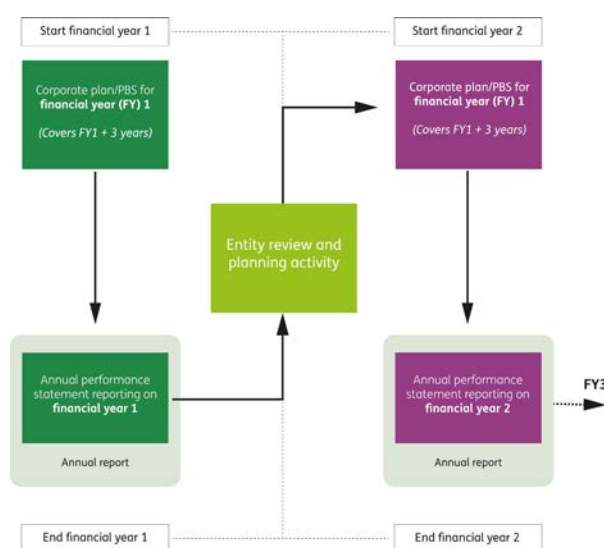 Start financial year 1
Start financial year 2
Corporate plan/PBS for
financial year (FY) 1
(Covers FY1 + 3 years)
Corporate plan/PBS for
financial year (FY) 1
(Covers FY1 + 3 years)
Entity review and
planning activity
Annual performance
statement reporting on
financial year 1
Annual report
Annual performance
statement reporting on
financial year 2
Annual report
FY3
End financial year 1
End financial year 2